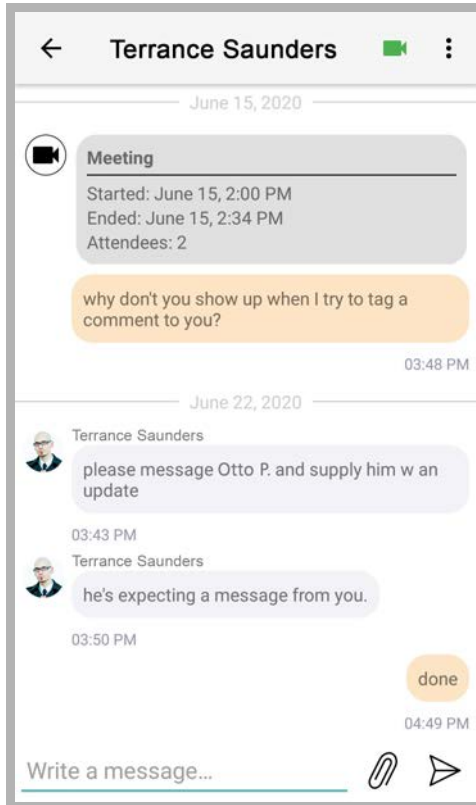 Terrance Saunders
June 15, 2020
Meeting
Started: June 15, 2:00 PM
Ended: June 15, 2:34 PM
Attendees: 2
why don't you show up when I try to tag a
comment to you?
03:48 PM
June 22, 2020
Terrance Saunders
please message Otto P. and supply him w an
update
03:43 PM
Terrance Saunders
he's expecting a message from you.
03:50 PM
done
04:49 PM
Write a message...